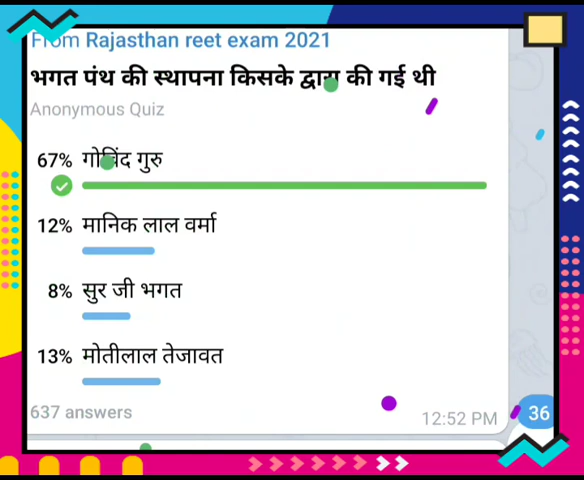 From Rajasthan reet exam 2021
भगत पंथ की स्थापना किसके द्वारा की गई थी
Anonymous Quiz
67% गोविंद गुरु
12% मानिक लाल वर्मा
8% सुर जी भगत
13% मोतीलाल तेजावत
637 answers
12:52 PM
36